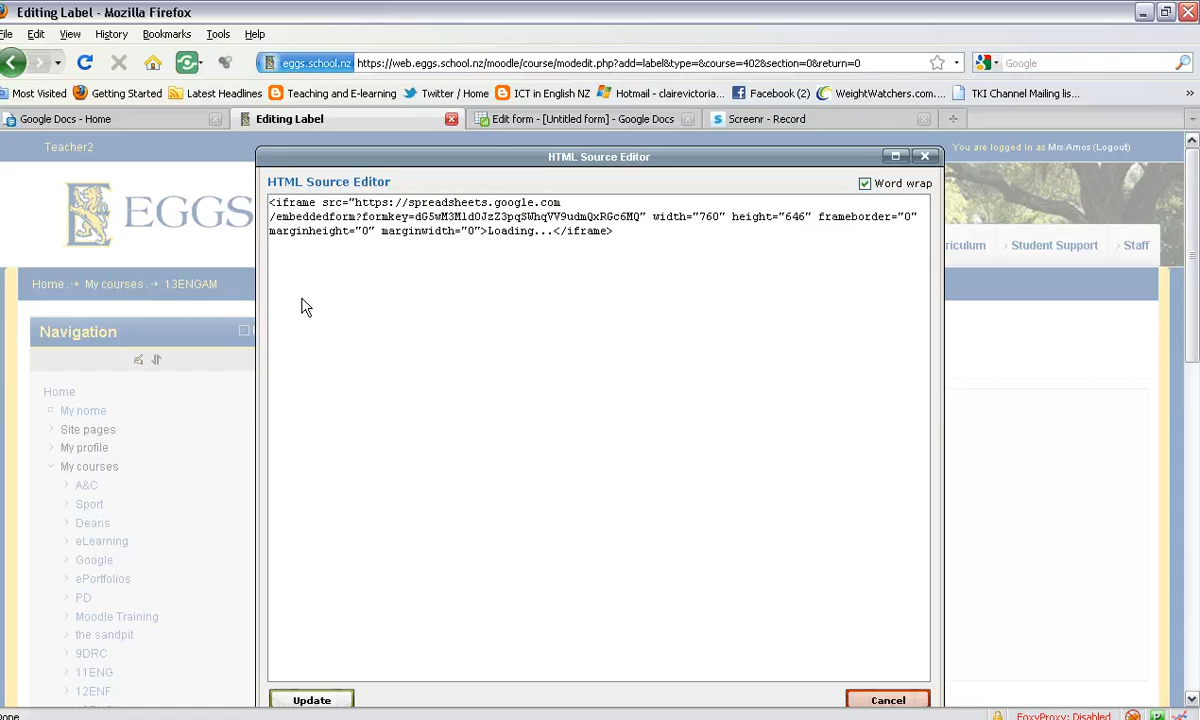 Editing Label - Mozilla Firefox
File Edit View History Bookmarks Tools Help
eggs.school.nz https://web.eggs.school.nz/moodle/course/modedit.php?add=label&type=&course=402&section=0&return=0 Google
Most Visited Getting Started Latest Headlines Teaching and E-learning Twitter / Home ICT in English NZ Hotmail - clairevictoria... Facebook (2) WeightWatchers.com,... TKI Channel Mailing lis...
Google Docs - Home Editing Label Edit form - [Untitled form] - Google Docs Screenr - Record
Teacher2 You are logged in as Mrs Amos (Logout)
HTML Source Editor
HTML Source Editor Word wrap
<iframe src="https://spreadsheets.google.com
/embeddedform?formkey=dG5wM3M1d0JzZ3pqSWhqVV9udmQxRGc6MQ" width="760" height="646" frameborder="0"
marginheight="0" marginwidth="0">Loading...</iframe>
EGGS
riculum Student Support Staff
Home My courses 13ENGAM
Navigation
Home
My home
Site pages
My profile
My courses
A&C
Sport
Deans
eLearning
Google
ePortfolios
PD
Moodle Training
the sandpit
9DRC
11ENG
12ENF
Update Cancel
Done FoxyProxy: Disabled